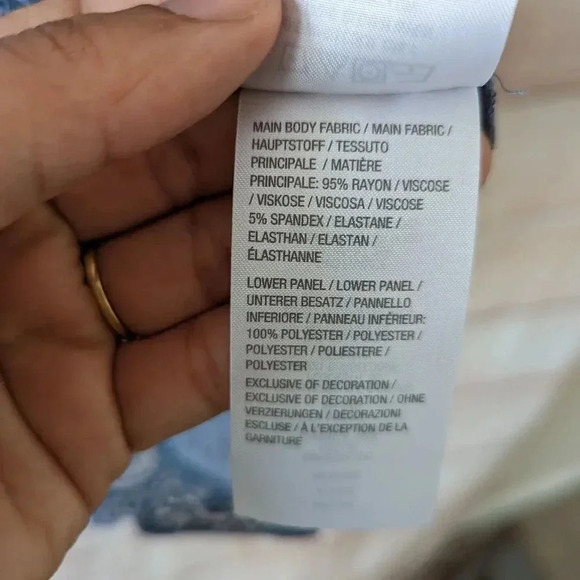 MAIN BODY FABRIC / MAIN FABRIC /
HAUPTSTOFF / TESSUTO
PRINCIPALE / MATIÈRE
PRINCIPALE: 95% RAYON / VISCOSE
/ VISKOSE / VISCOSA / VISCOSE
5% SPANDEX / ELASTANE /
ELASTHAN / ELASTAN /
ÉLASTHANNE
LOWER PANEL / LOWER PANEL /
UNTERER BESATZ / PANNELLO
INFERIORE / PANNEAU INFÉRIEUR:
100% POLYESTER / POLYESTER /
POLYESTER / POLIESTERE /
POLYESTER
EXCLUSIVE OF DECORATION /
EXCLUSIVE OF DECORATION / OHNE
VERZIERUNGEN / DECORAZIONI
ESCLUSE / À L'EXCEPTION DE LA
GARNITURE